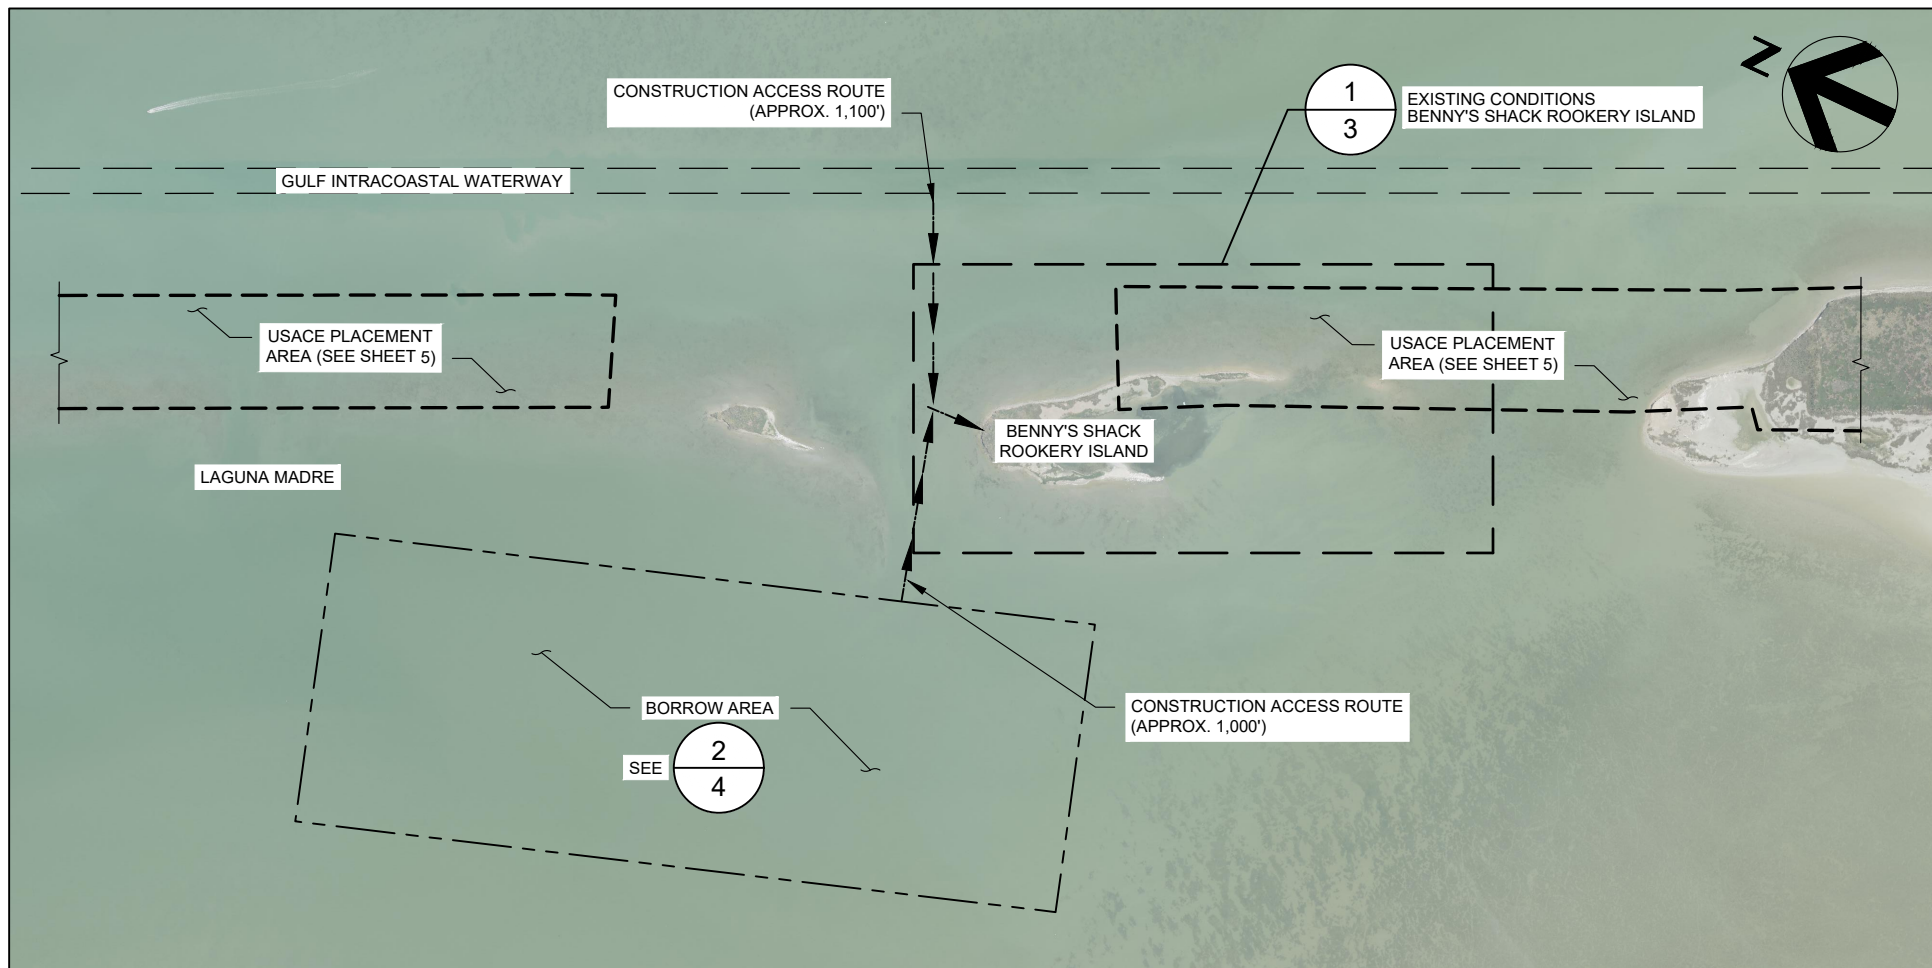 CONSTRUCTION ACCESS ROUTE
(APPROX. 1,100')
1
3
EXISTING CONDITIONS
BENNY'S SHACK ROOKERY ISLAND
N
GULF INTRACOASTAL WATERWAY
USACE PLACEMENT
AREA (SEE SHEET 5)
USACE PLACEMENT
AREA (SEE SHEET 5)
BENNY'S SHACK
ROOKERY ISLAND
LAGUNA MADRE
BORROW AREA
SEE
2
4
CONSTRUCTION ACCESS ROUTE
(APPROX. 1,000')